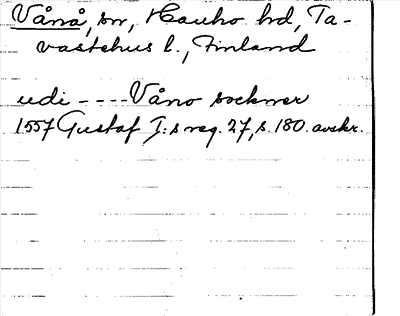 Vånå, sn, Hauho hd, Ta-
vastehus l., Finland
udi ---- Våno sockner
1557 Gustaf I:s reg. 27, s. 180. avskr.